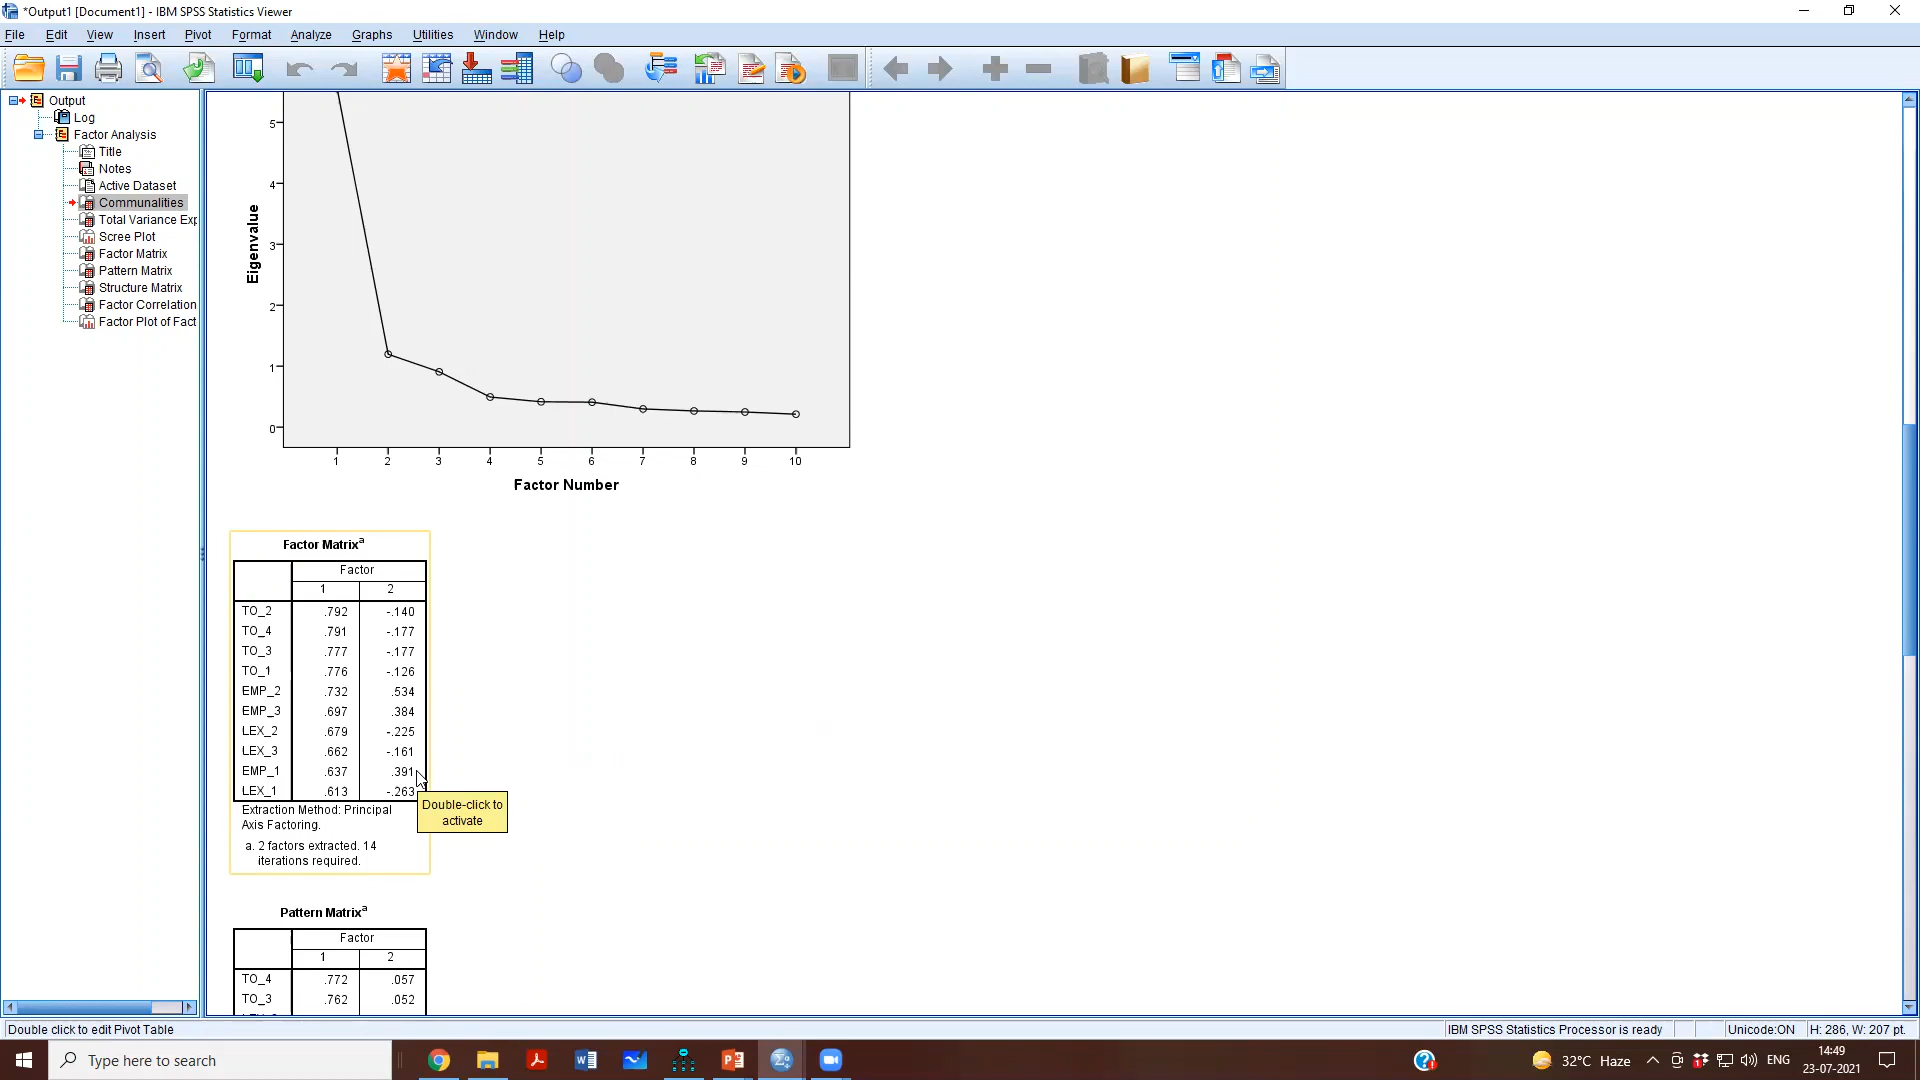 *Output1 [Document1] - IBM SPSS Statistics Viewer
File Edit View Insert Format Pivot Analyze Graphs Utilities Window Help
Output
Log
Factor Analysis
Title
Notes
Active Dataset
Communalities
Total Variance Exp
Scree Plot
Factor Matrix
Pattern Matrix
Structure Matrix
Factor Correlation
Factor Plot of Fact
Eigenvalue
5
4
3
2
1
0
1 2 3 4 5 6 7 8 9 10
Factor Number
Factor Matrixa
Factor
1 2
TO_2 .792 -.140
TO_4 .791 -.177
TO_3 .777 -.177
TO_1 .776 -.126
EMP_2 .732 .534
EMP_3 .697 .384
LEX_2 .679 -.225
LEX_3 .662 -.161
EMP_1 .637 .391
LEX_1 .613 -.263
Extraction Method: Principal
Axis Factoring.
a. 2 factors extracted. 14
iterations required.
Double-click to
activate
Pattern Matrixa
Factor
1 2
TO_4 .772 .057
TO_3 .762 .052
Double click to edit Pivot Table
IBM SPSS Statistics Processor is ready Unicode:ON H: 286, W: 207 pt.
Type here to search
32°C Haze ENG 14:49
23-07-2021